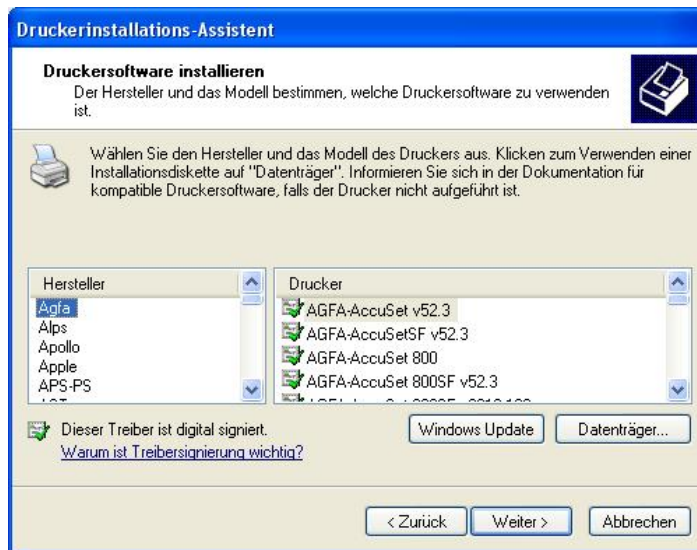 Druckerinstallations-Assistent
Druckersoftware installieren
Der Hersteller und das Modell bestimmen, welche Druckersoftware zu verwenden
ist.
Wählen Sie den Hersteller und das Modell des Druckers aus. Klicken zum Verwenden einer
Installationsdiskette auf "Datenträger". Informieren Sie sich in der Dokumentation für
kompatible Druckersoftware, falls der Drucker nicht aufgeführt ist.
Hersteller
Agfa
Alps
Apollo
Apple
APS-PS
Drucker
AGFA-AccuSet v52.3
AGFA-AccuSetSF v52.3
AGFA-AccuSet 800
AGFA-AccuSet 800SF v52.3
Dieser Treiber ist digital signiert.
Warum ist Treibersignierung wichtig?
Windows Update
Datenträger...
< Zurück
Weiter >
Abbrechen